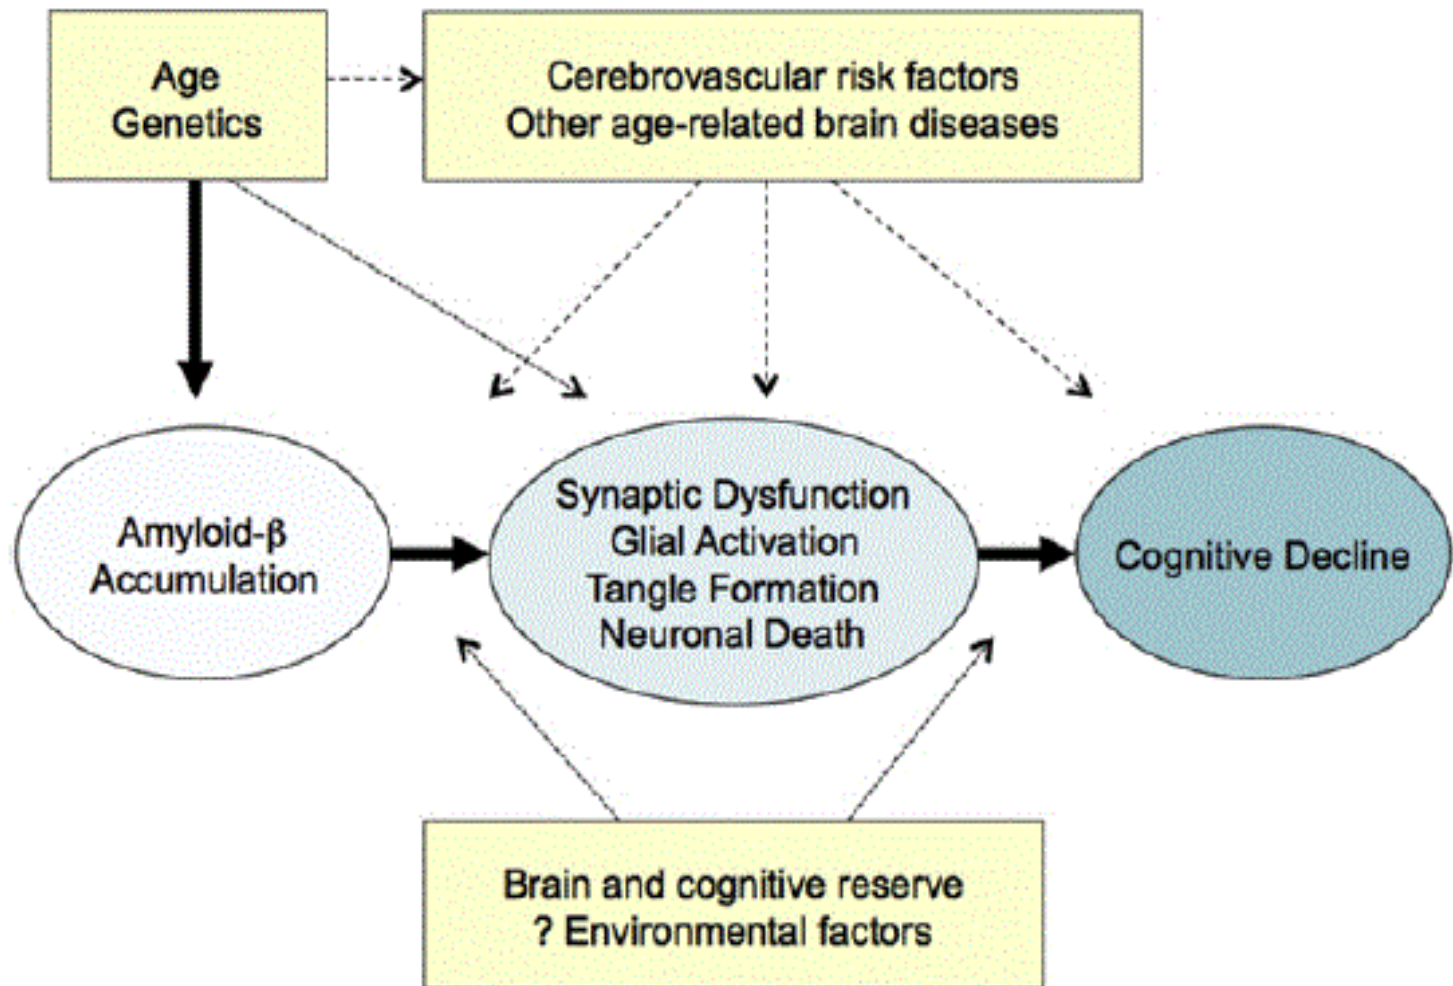 Age
Genetics
Cerebrovascular risk factors
Other age-related brain diseases
Amyloid-β
Accumulation
Synaptic Dysfunction
Glial Activation
Tangle Formation
Neuronal Death
Cognitive Decline
Brain and cognitive reserve
? Environmental factors